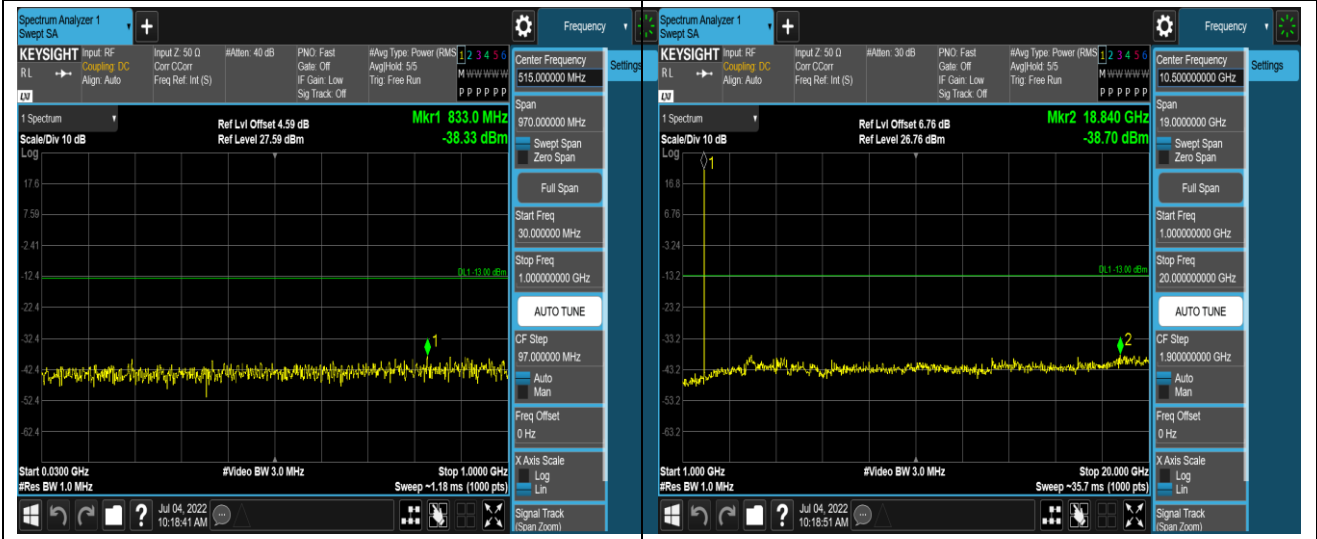 Spectrum Analyzer 1
Swept SA
+
Frequency
KEYSIGHT
RL
LXI
Input: RF
Coupling: DC
Align: Auto
Input Z: 50 Ω
Corr CCorr
Freq Ref: Int (S)
#Atten: 40 dB
PNO: Fast
Gate: Off
IF Gain: Low
Sig Track: Off
#Avg Type: Power (RMS
Avg|Hold: 5/5
Trig: Free Run
1 2 3 4 5 6
M W W W W W
P P P P P P
Center Frequency
515.000000 MHz
Settings
1 Spectrum
Scale/Div 10 dB
Log
Ref Lvl Offset 4.59 dB
Ref Level 27.59 dBm
Mkr1 833.0 MHz
-38.33 dBm
17.6
7.59
-2.41
-12.4
-22.4
-32.4
-42.4
-52.4
-62.4
DL1 -13.00 dBm
1
Start 0.0300 GHz
#Res BW 1.0 MHz
#Video BW 3.0 MHz
Stop 1.0000 GHz
Sweep ~1.18 ms (1000 pts)
Span
970.000000 MHz
Swept Span
Zero Span
Full Span
Start Freq
30.000000 MHz
Stop Freq
1.000000000 GHz
AUTO TUNE
CF Step
97.000000 MHz
Auto
Man
Freq Offset
0 Hz
X Axis Scale
Log
Lin
Signal Track
(Span Zoom)
?
Jul 04, 2022
10:18:41 AM
Spectrum Analyzer 1
Swept SA
+
Frequency
KEYSIGHT
RL
LXI
Input: RF
Coupling: DC
Align: Auto
Input Z: 50 Ω
Corr CCorr
Freq Ref: Int (S)
#Atten: 30 dB
PNO: Fast
Gate: Off
IF Gain: Low
Sig Track: Off
#Avg Type: Power (RMS
Avg|Hold: 5/5
Trig: Free Run
1 2 3 4 5 6
M W W W W W
P P P P P P
Center Frequency
10.500000000 GHz
Settings
1 Spectrum
Scale/Div 10 dB
Log
Ref Lvl Offset 6.76 dB
Ref Level 26.76 dBm
Mkr2 18.840 GHz
-38.70 dBm
1
16.8
6.76
-3.24
-13.2
-23.2
-33.2
-43.2
-53.2
-63.2
DL1 -13.00 dBm
2
Start 1.000 GHz
#Res BW 1.0 MHz
#Video BW 3.0 MHz
Stop 20.000 GHz
Sweep ~35.7 ms (1000 pts)
Span
19.0000000 GHz
Swept Span
Zero Span
Full Span
Start Freq
1.000000000 GHz
Stop Freq
20.000000000 GHz
AUTO TUNE
CF Step
1.900000000 GHz
Auto
Man
Freq Offset
0 Hz
X Axis Scale
Log
Lin
Signal Track
(Span Zoom)
?
Jul 04, 2022
10:18:51 AM